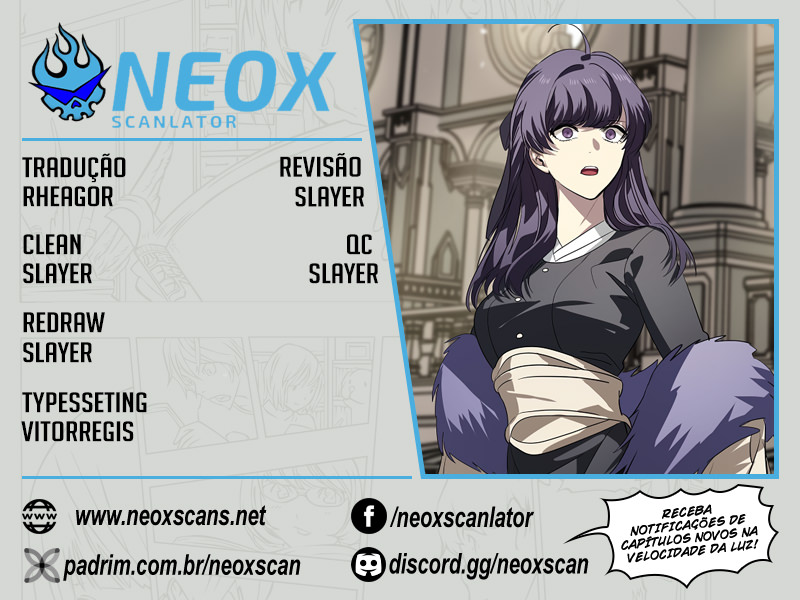 NEOX
SCANLATOR
TRADUÇÃO
RHEAGOR
REVISÃO
SLAYER
CLEAN
SLAYER
QC
SLAYER
REDRAW
SLAYER
TYPESSETING
VITORREGIS
www
www.neoxscans.net
f
/neoxscanlator
padrim.com.br/neoxscan
discord.gg/neoxscan
RECEBA
NOTIFICAÇÕES DE
CAPÍTULOS NOVOS NA
VELOCIDADE DA LUZ!